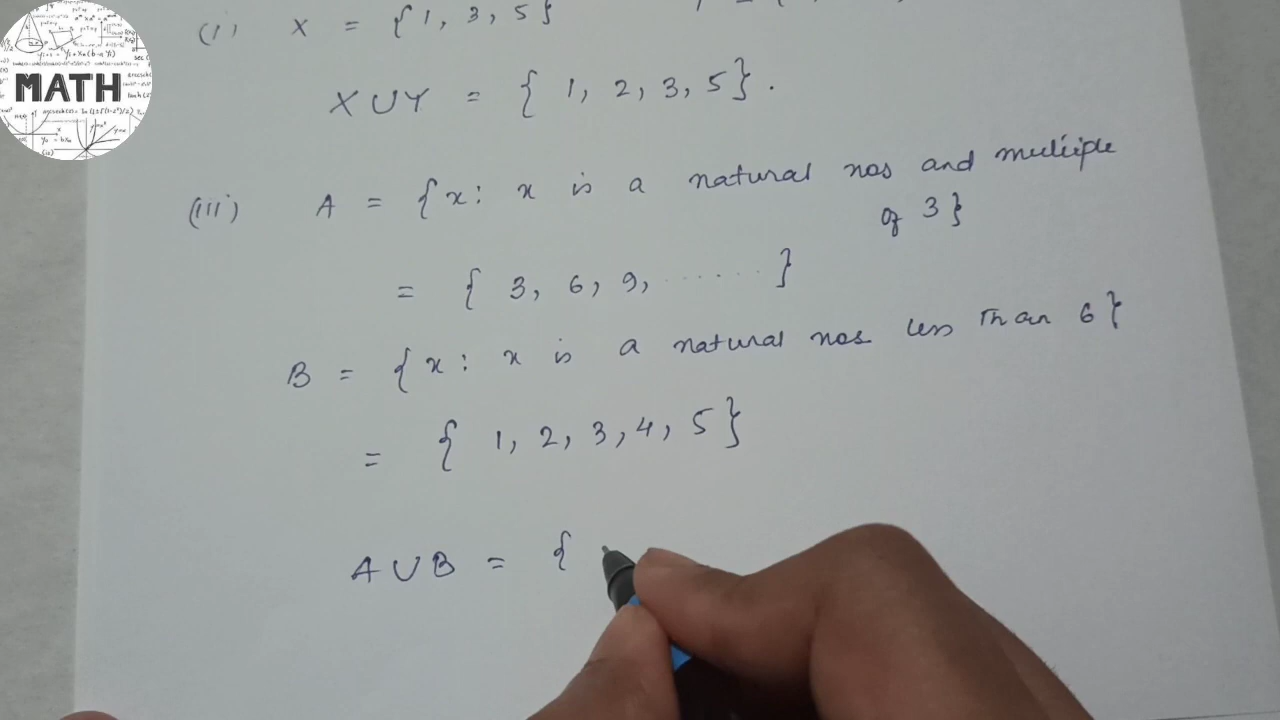 MATH
(i) X = {1, 3, 5}
X∪Y = { 1, 2, 3, 5}.
(iii) A = {x: x is a natural nos and multiple
of 3}
= { 3, 6, 9, ...... }
B = {x: x is a natural nos less than 6}
= { 1, 2, 3, 4, 5}
A∪B = {